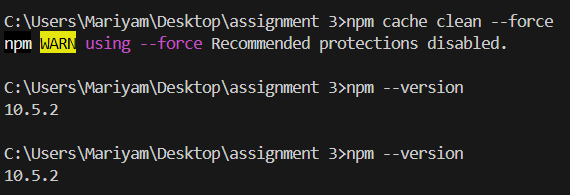 C:\Users\Mariyam\Desktop\assignment 3>npm cache clean --force
npm WARN using --force Recommended protections disabled.
C:\Users\Mariyam\Desktop\assignment 3>npm --version
10.5.2
C:\Users\Mariyam\Desktop\assignment 3>npm --version
10.5.2